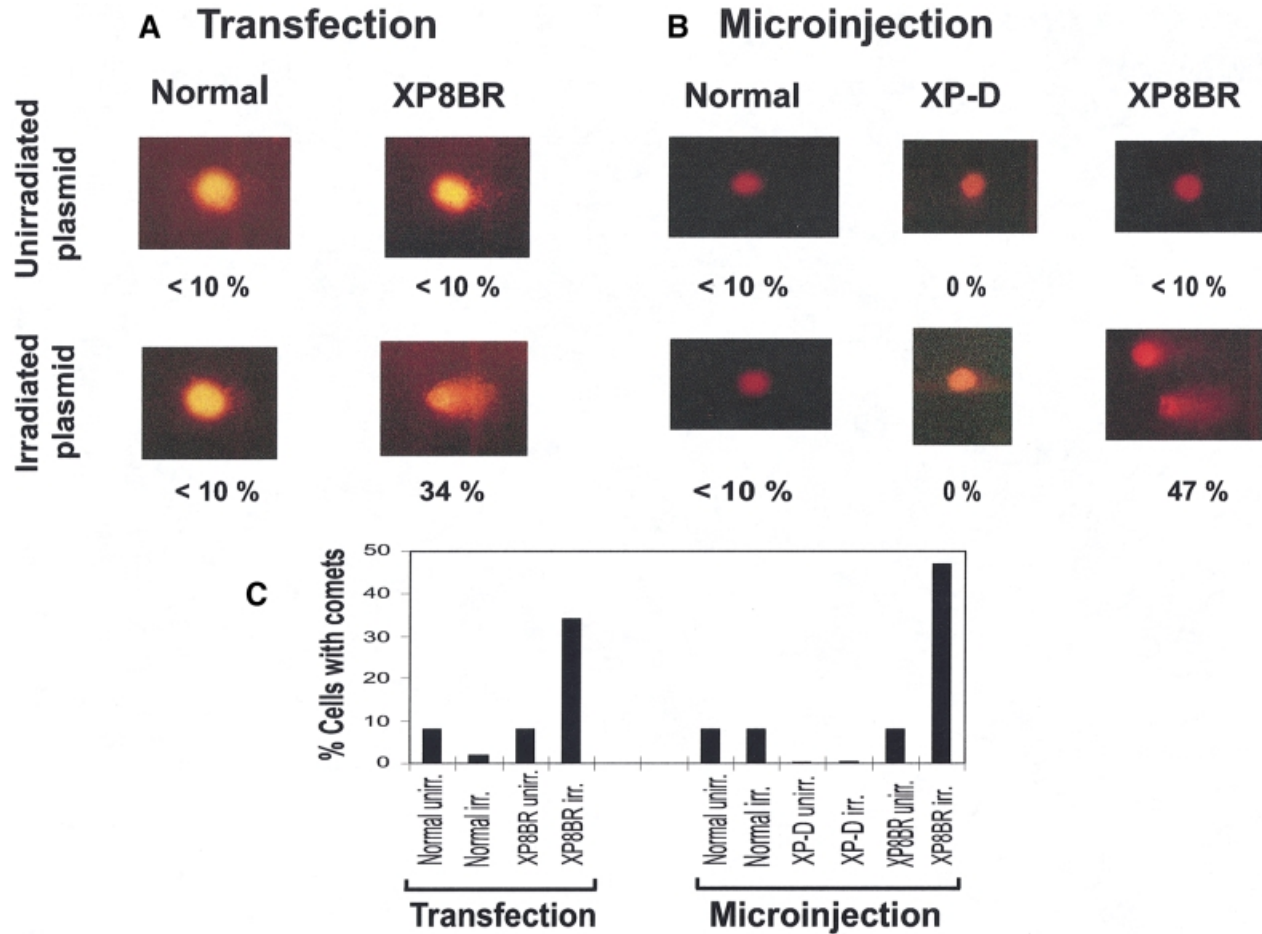 A Transfection
B Microinjection
Normal XP8BR
Normal XP-D XP8BR
Unirradiated
plasmid
< 10 % < 10 %
< 10 % 0 % < 10 %
Irradiated
plasmid
< 10 % 34 %
< 10 % 0 % 47 %
C
% Cells with comets
50
40
30
20
10
0
Normal unirr.
Normal irr.
XP8BR unirr.
XP8BR irr.
Normal unirr.
Normal irr.
XP-D unirr.
XP-D irr.
XP8BR unirr.
XP8BR irr.
Transfection
Microinjection